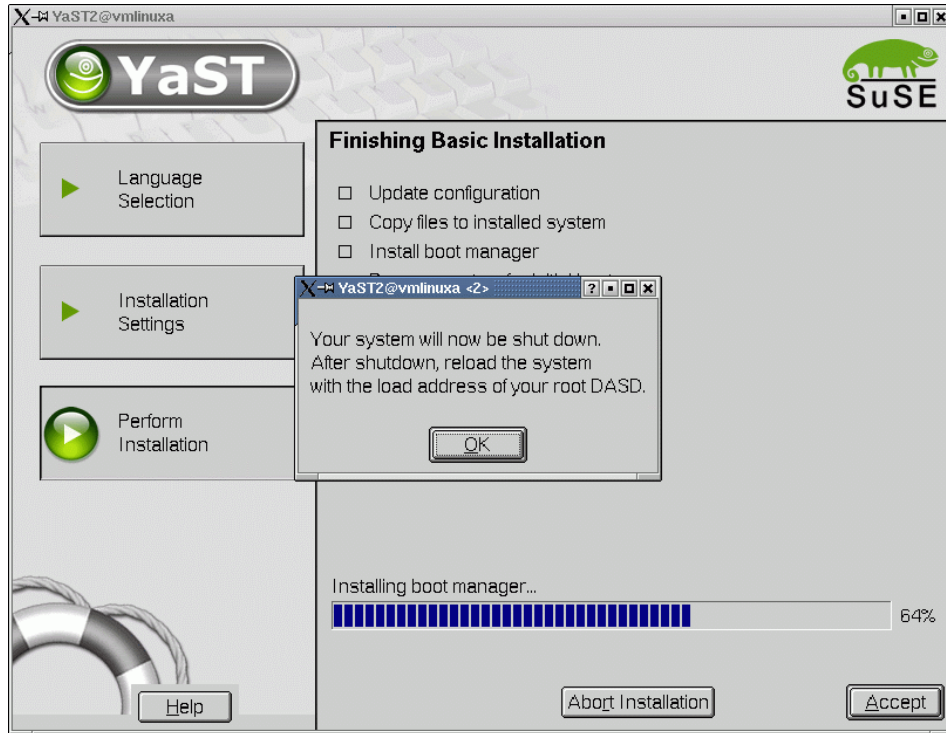 YaST2@vmlinuxa
YaST
SuSE
Language
Selection
Installation
Settings
Perform
Installation
Finishing Basic Installation
Update configuration
Copy files to installed system
Install boot manager
YaST2@vmlinuxa <2>
Your system will now be shut down.
After shutdown, reload the system
with the load address of your root DASD.
OK
Installing boot manager...
64%
Help
Abort Installation
Accept